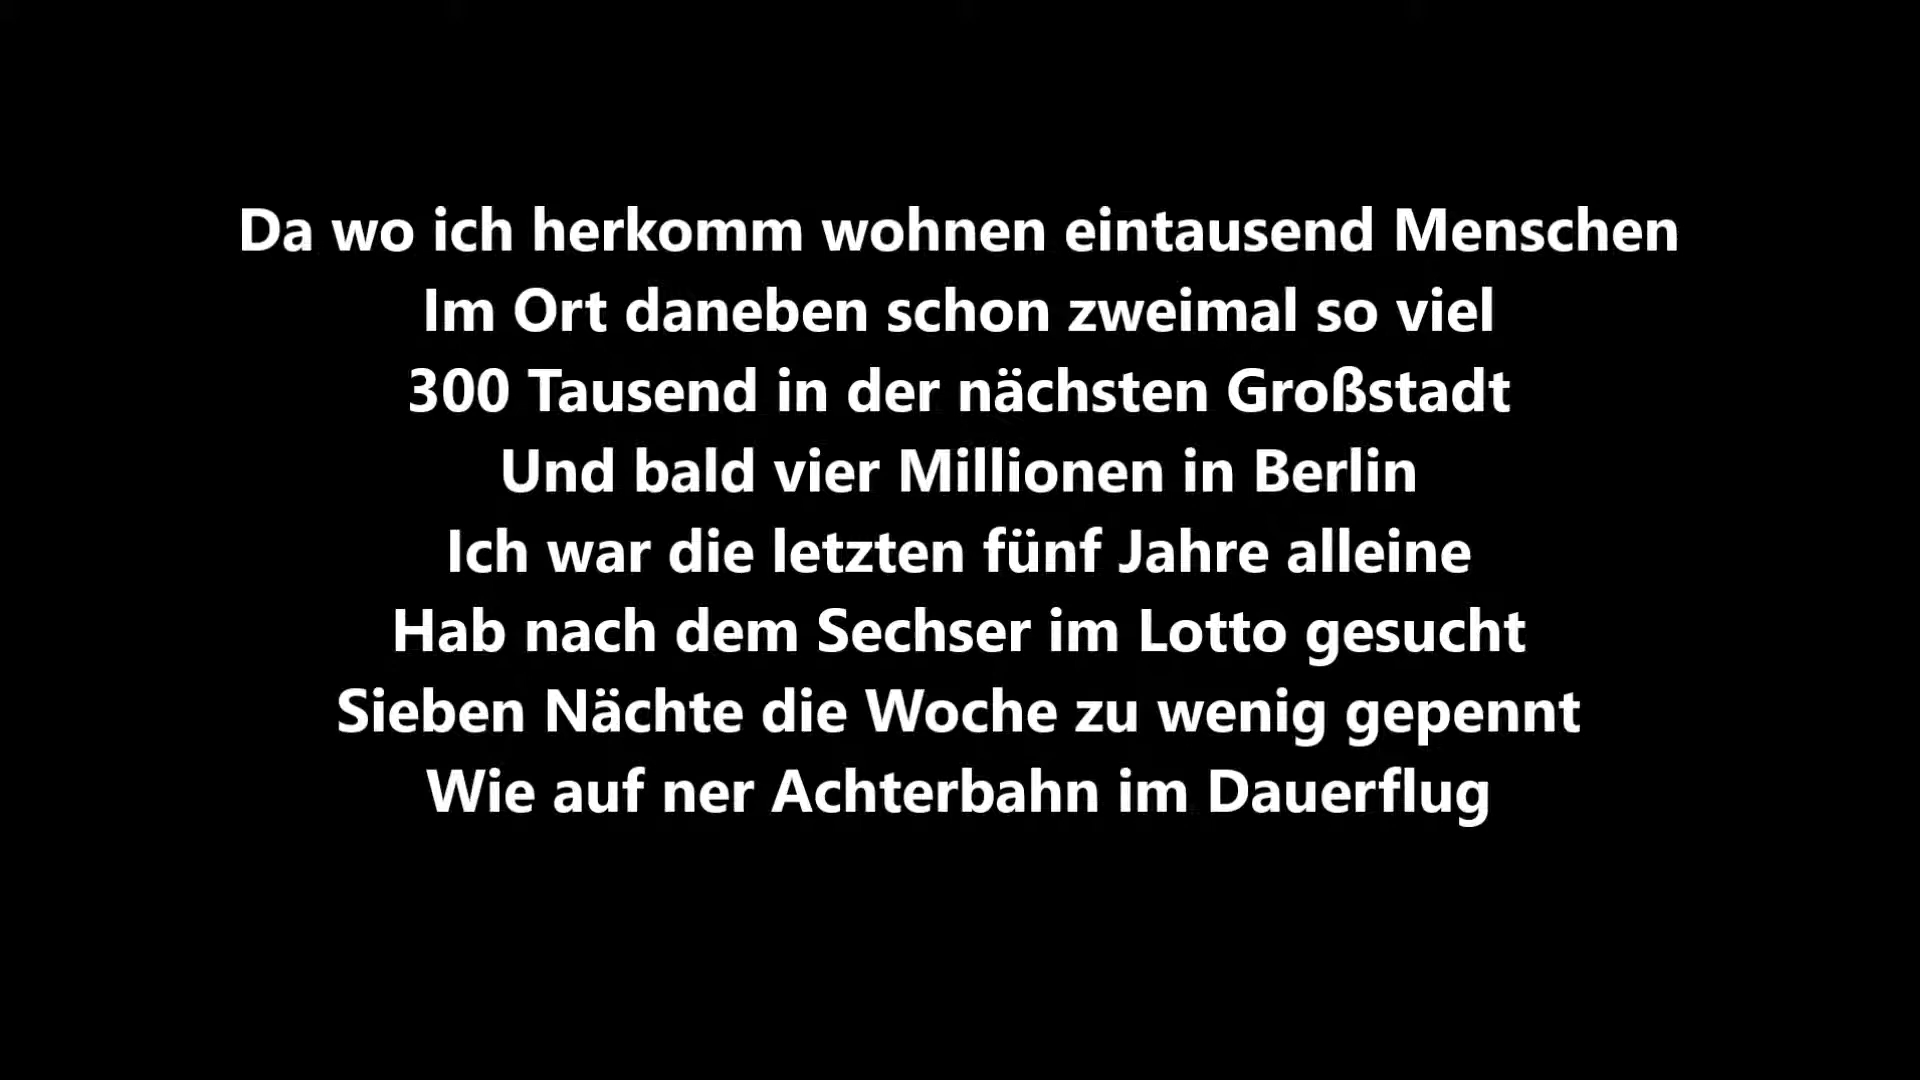 Da wo ich herkomm wohnen eintausend Menschen
Im Ort daneben schon zweimal so viel
300 Tausend in der nächsten Großstadt
Und bald vier Millionen in Berlin
Ich war die letzten fünf Jahre alleine
Hab nach dem Sechser im Lotto gesucht
Sieben Nächte die Woche zu wenig gepennt
Wie auf ner Achterbahn im Dauerflug